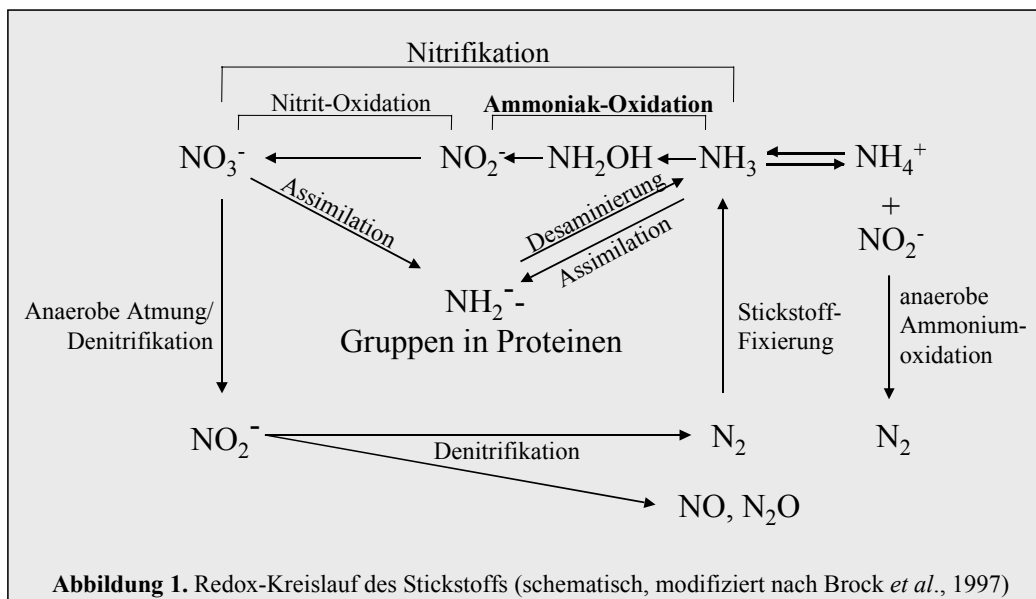 Nitrifikation
Nitrit-Oxidation Ammoniak-Oxidation
NO₃⁻ NO₂⁻ NH₂OH NH₃ NH₄⁺
+
NO₂⁻
Assimilation
Desaminierung
Assimilation
NH₂⁻-
Gruppen in Proteinen
Anaerobe Atmung/
Denitrifikation
Stickstoff-
Fixierung
anaerobe
Ammonium-
oxidation
NO₂⁻ N₂ N₂
Denitrifikation
NO, N₂O
Abbildung 1. Redox-Kreislauf des Stickstoffs (schematisch, modifiziert nach Brock et al., 1997)